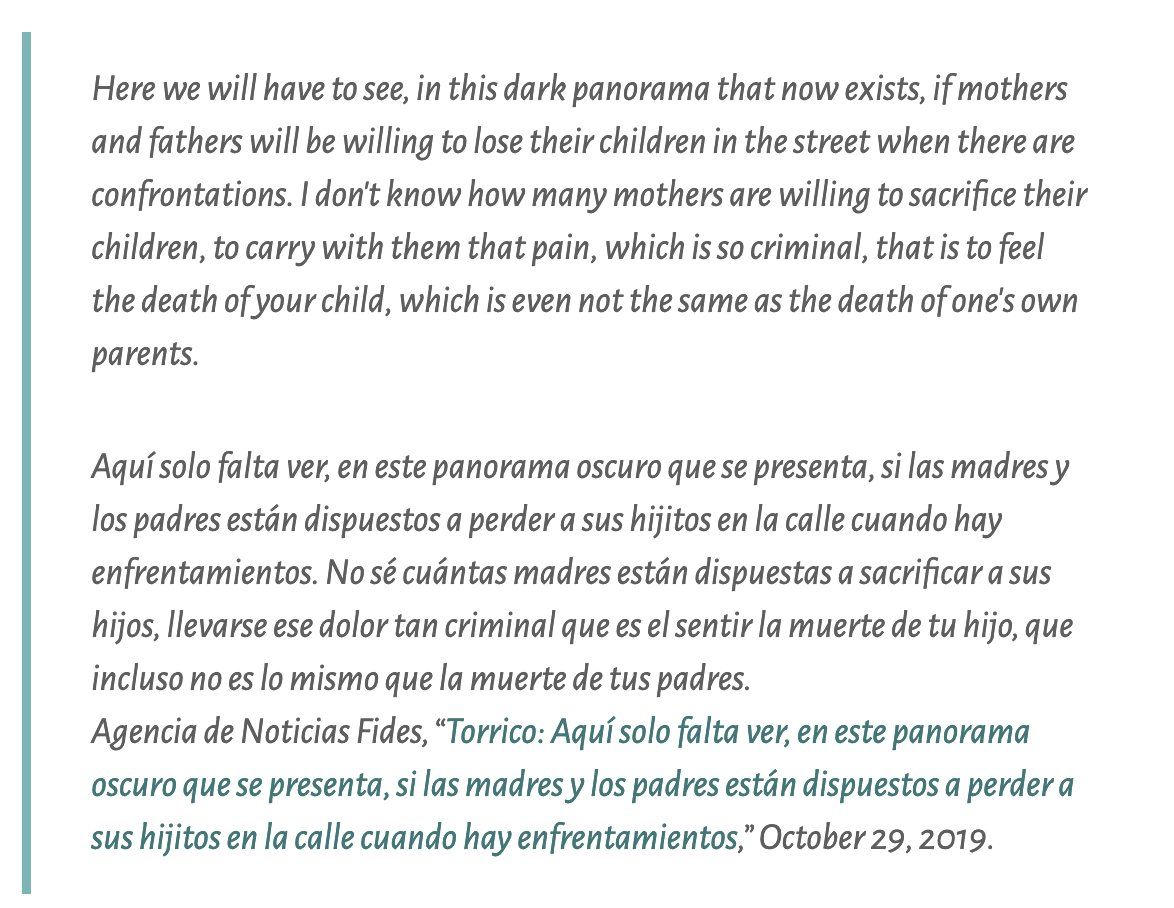 Here we will have to see, in this dark panorama that now exists, if mothers
and fathers will be willing to lose their children in the street when there are
confrontations. I don't know how many mothers are willing to sacrifice their
children, to carry with them that pain, which is so criminal, that is to feel
the death of your child, which is even not the same as the death of one's own
parents.
Aquí solo falta ver, en este panorama oscuro que se presenta, si las madres y
los padres están dispuestos a perder a sus hijitos en la calle cuando hay
enfrentamientos. No sé cuántas madres están dispuestas a sacrificar a sus
hijos, llevarse ese dolor tan criminal que es el sentir la muerte de tu hijo, que
incluso no es lo mismo que la muerte de tus padres.
Agencia de Noticias Fides, “Torrico: Aquí solo falta ver, en este panorama
oscuro que se presenta, si las madres y los padres están dispuestos a perder a
sus hijitos en la calle cuando hay enfrentamientos,” October 29, 2019.